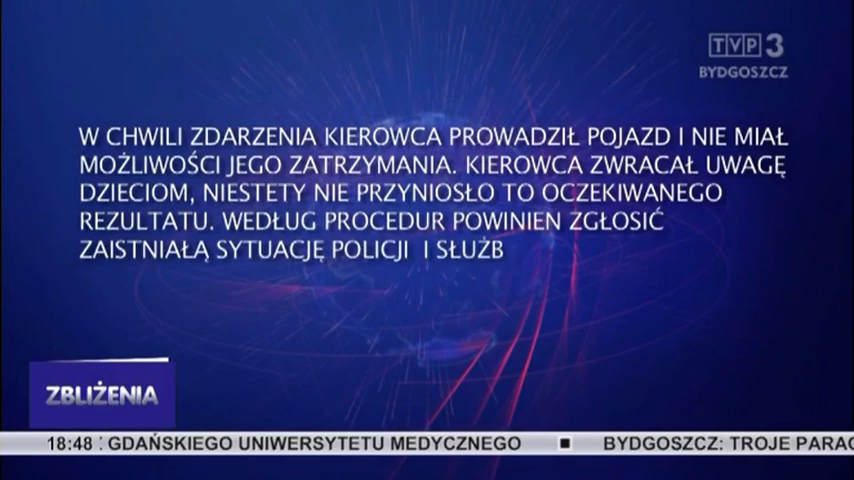 TVP3
BYDGOSZCZ
W CHWILI ZDARZENIA KIEROWCA PROWADZIŁ POJAZD I NIE MIAŁ
MOŻLIWOŚCI JEGO ZATRZYMANIA. KIEROWCA ZWRACAŁ UWAGĘ
DZIECIOM, NIESTETY NIE PRZYNIOSŁO TO OCZEKIWANEGO
REZULTATU. WEDŁUG PROCEDUR POWINIEN ZGŁOSIĆ
ZAISTNIAŁĄ SYTUACJĘ POLICJI I SŁUŻB
ZBLIŻENIA
18:48 GDAŃSKIEGO UNIWERSYTETU MEDYCZNEGO ■ BYDGOSZCZ: TROJE PARAC